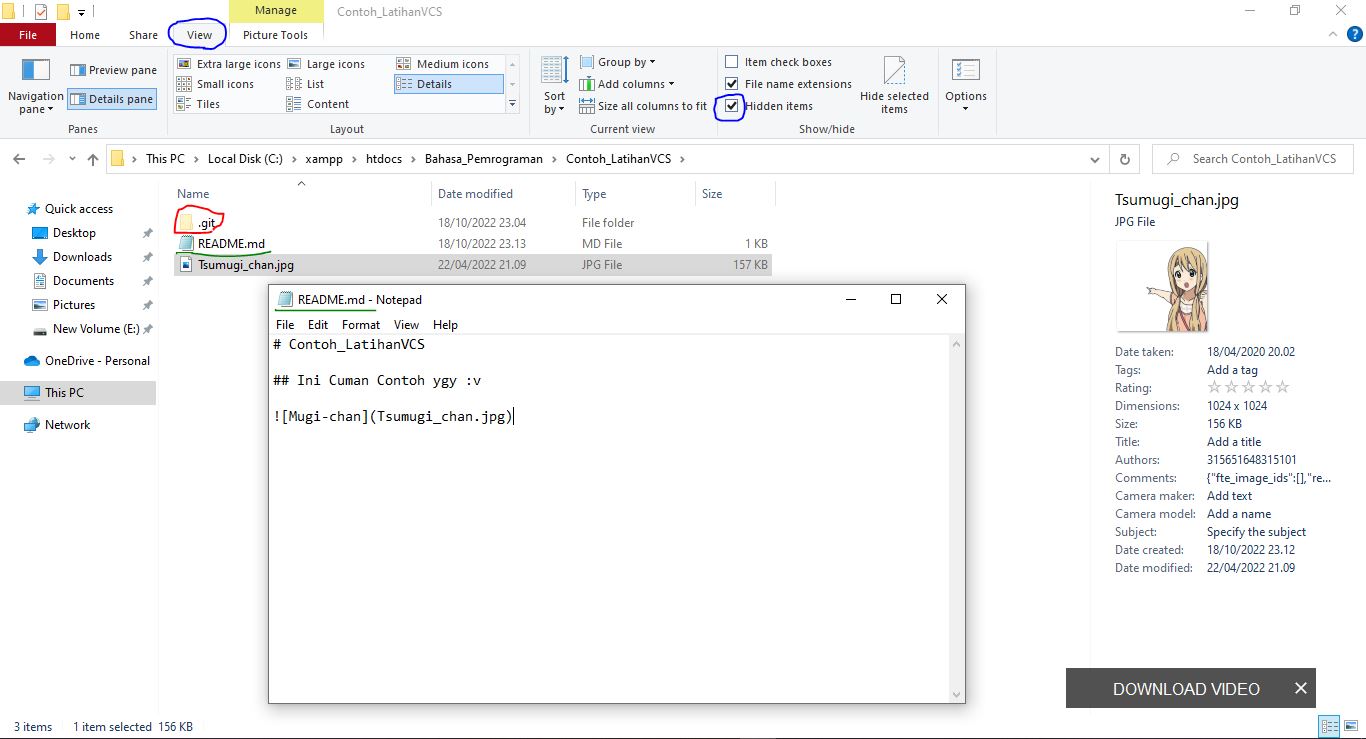 Manage
Contoh_LatihanVCS
File Home Share View Picture Tools
Navigation pane
Preview pane
Details pane
Panes
Extra large icons Large icons Medium icons
Small icons List Details
Tiles Content
Layout
Sort by
Group by
Add columns
Size all columns to fit
Current view
Item check boxes
File name extensions
Hidden items
Hide selected items
Show/hide
Options
This PC > Local Disk (C:) > xampp > htdocs > Bahasa_Pemrograman > Contoh_LatihanVCS >
Search Contoh_LatihanVCS
Quick access
Desktop
Downloads
Documents
Pictures
New Volume (E:)
OneDrive - Personal
This PC
Network
Name Date modified Type Size
.git 18/10/2022 23.04 File folder
README.md 18/10/2022 23.13 MD File 1 KB
Tsumugi_chan.jpg 22/04/2022 21.09 JPG File 157 KB
README.md - Notepad
File Edit Format View Help
# Contoh_LatihanVCS
## Ini Cuman Contoh ygy :v
![Mugi-chan](Tsumugi_chan.jpg)
Tsumugi_chan.jpg
JPG File
Date taken: 18/04/2020 20.02
Tags: Add a tag
Rating: ☆☆☆☆☆
Dimensions: 1024 x 1024
Size: 156 KB
Title: Add a title
Authors: 315651648315101
Comments: {"fte_image_ids":[],"re...
Camera maker: Add text
Camera model: Add a name
Subject: Specify the subject
Date created: 18/10/2022 23.12
Date modified: 22/04/2022 21.09
DOWNLOAD VIDEO
3 items 1 item selected 156 KB